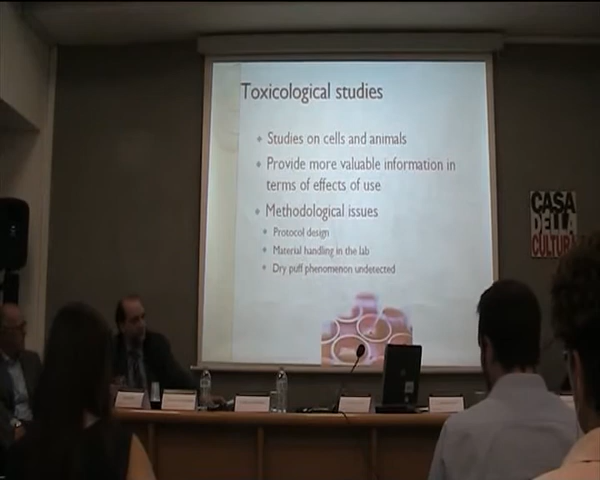 Toxicological studies
Studies on cells and animals
Provide more valuable information in
terms of effects of use
Methodological issues
Protocol design
Material handling in the lab
Dry puff phenomenon undetected
CASA
DELLA
CULTURA